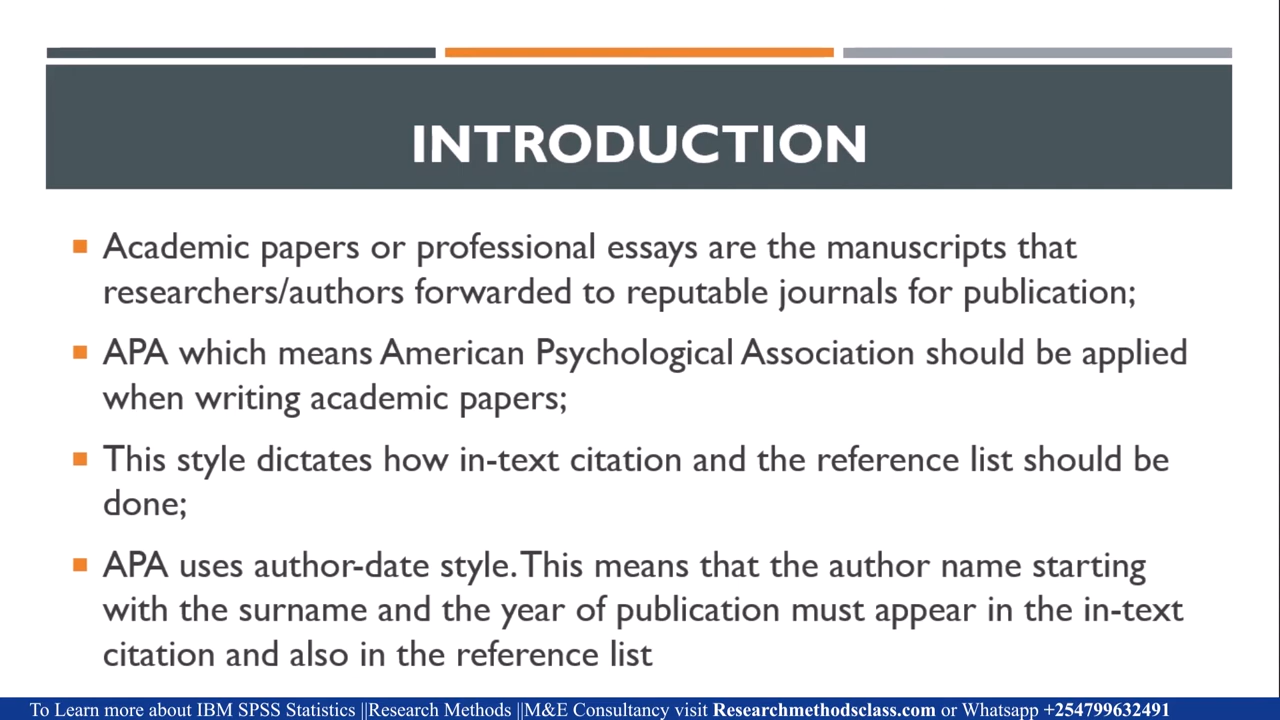 INTRODUCTION
Academic papers or professional essays are the manuscripts that
researchers/authors forwarded to reputable journals for publication;
APA which means American Psychological Association should be applied
when writing academic papers;
This style dictates how in-text citation and the reference list should be
done;
APA uses author-date style. This means that the author name starting
with the surname and the year of publication must appear in the in-text
citation and also in the reference list
To Learn more about IBM SPSS Statistics ||Research Methods ||M&E Consultancy visit Researchmethodsclass.com or Whatsapp +254799632491